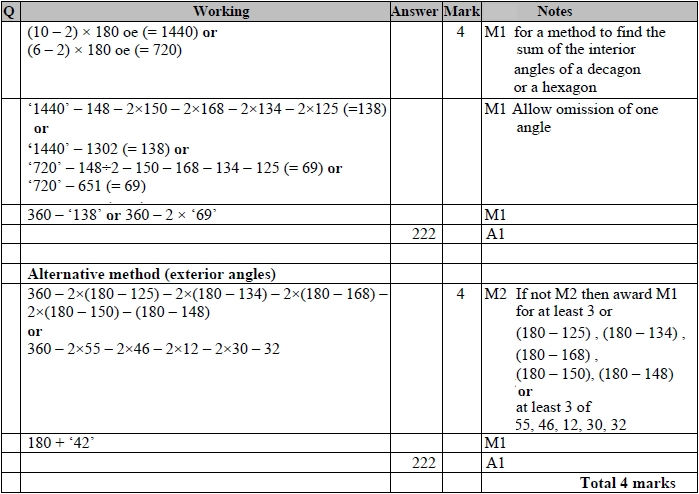 Q Working Answer Mark Notes
(10 – 2) × 180 oe (= 1440) or 4 M1 for a method to find the
(6 – 2) × 180 oe (= 720) sum of the interior
angles of a decagon
or a hexagon
‘1440’ – 148 – 2×150 – 2×168 – 2×134 – 2×125 (=138) M1 Allow omission of one
or angle
‘1440’ – 1302 (= 138) or
‘720’ – 148÷2 – 150 – 168 – 134 – 125 (= 69) or
‘720’ – 651 (= 69)
360 – ‘138’ or 360 – 2 × ‘69’ M1
222 A1
Alternative method (exterior angles)
360 – 2×(180 – 125) – 2×(180 – 134) – 2×(180 – 168) – 4 M2 If not M2 then award M1
2×(180 – 150) – (180 – 148) for at least 3 or
or (180 – 125) , (180 – 134) ,
360 – 2×55 – 2×46 – 2×12 – 2×30 – 32 (180 – 168) ,
(180 – 150), (180 – 148)
or
at least 3 of
55, 46, 12, 30, 32
180 + ‘42’ M1
222 A1
Total 4 marks